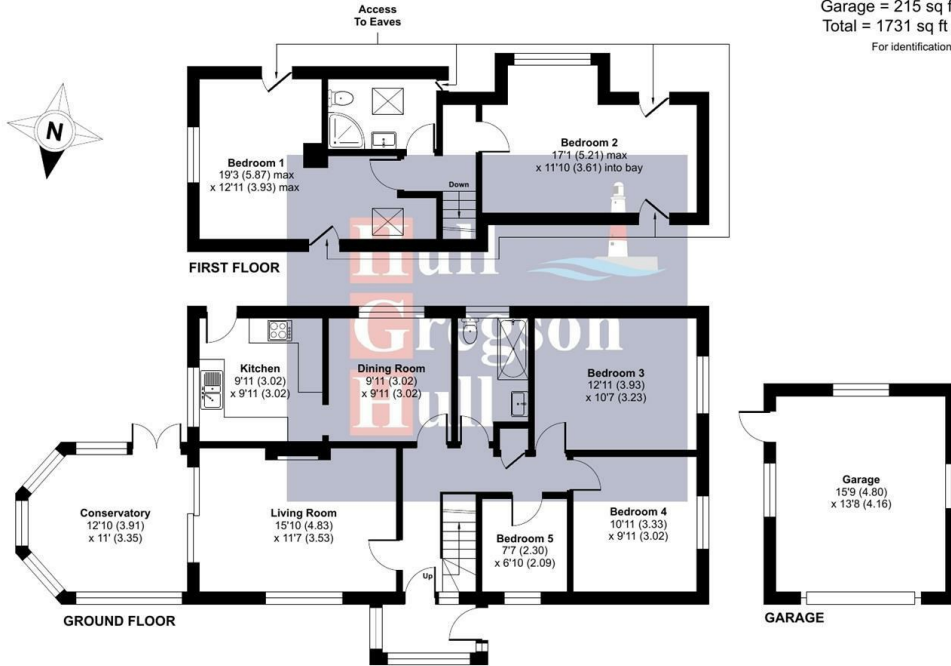 Access
To Eaves
Garage = 215 sq f
Total = 1731 sq ft
For identification
N
Bedroom 1
19'3 (5.87) max
x 12'11 (3.93) max
Bedroom 2
17'1 (5.21) max
x 11'10 (3.61) into bay
Down
FIRST FLOOR
Hull
Gregson
Hull
Kitchen
9'11 (3.02)
x 9'11 (3.02)
Dining Room
9'11 (3.02)
x 9'11 (3.02)
Bedroom 3
12'11 (3.93)
x 10'7 (3.23)
Conservatory
12'10 (3.91)
x 11' (3.35)
Living Room
15'10 (4.83)
x 11'7 (3.53)
Up
Bedroom 5
7'7 (2.30)
x 6'10 (2.09)
Bedroom 4
10'11 (3.33)
x 9'11 (3.02)
Garage
15'9 (4.80)
x 13'8 (4.16)
GROUND FLOOR
GARAGE